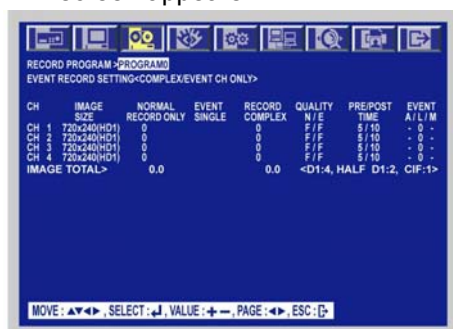 screen appears
RECORD PROGRAM >PROGRAM0
EVENT RECORD SETTING<COMPLEX/EVENT CH ONLY>
CH IMAGE SIZE NORMAL RECORD ONLY EVENT SINGLE RECORD COMPLEX QUALITY N / E PRE/POST TIME EVENT A / L / M
CH 1 720x240(HD1) 0 0 F / F 5 / 10 - 0 -
CH 2 720x240(HD1) 0 0 F / F 5 / 10 - 0 -
CH 3 720x240(HD1) 0 0 F / F 5 / 10 - 0 -
CH 4 720x240(HD1) 0 0 F / F 5 / 10 - 0 -
IMAGE TOTAL> 0.0 0.0 <D1:4, HALF D1:2, CIF:1>
MOVE : ▲▼◄► , SELECT : ↲ , VALUE : + — , PAGE : ◄► , ESC :